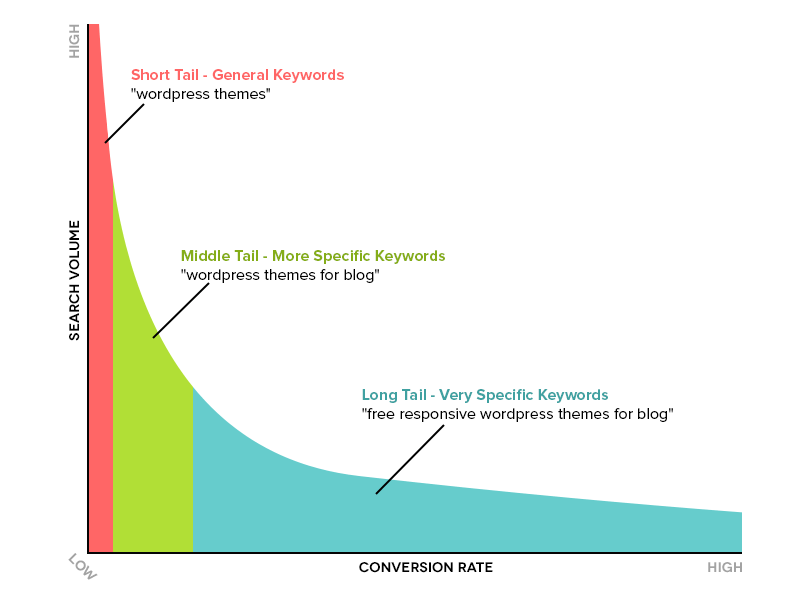 HIGH
Short Tail - General Keywords
"wordpress themes"
SEARCH VOLUME
Middle Tail - More Specific Keywords
"wordpress themes for blog"
Long Tail - Very Specific Keywords
"free responsive wordpress themes for blog"
LOW
CONVERSION RATE
HIGH